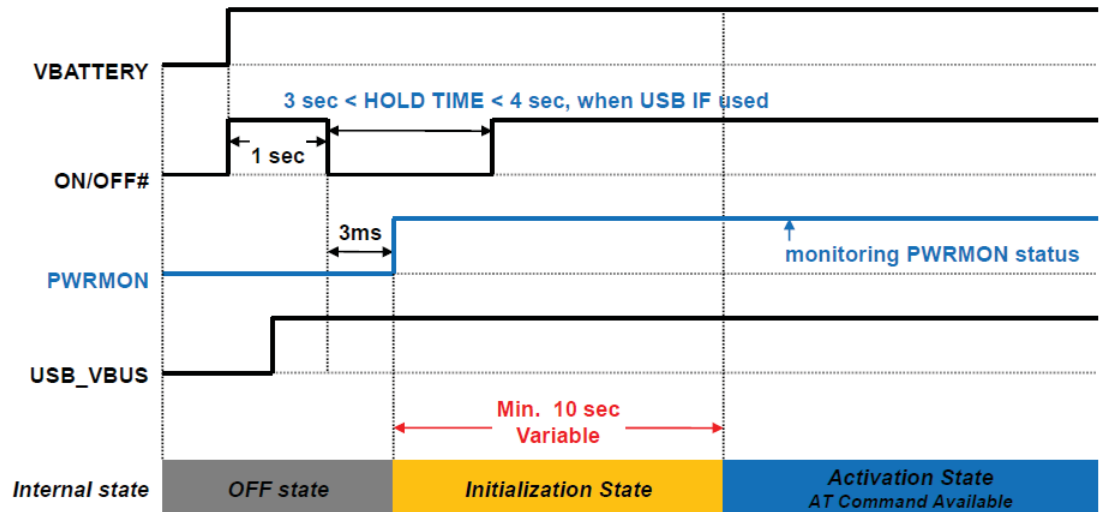 VBATTERY
3 sec < HOLD TIME < 4 sec, when USB IF used
1 sec
ON/OFF#
3ms
monitoring PWRMON status
PWRMON
USB_VBUS
Min. 10 sec
Variable
Internal state
OFF state
Initialization State
Activation State
AT Command Available